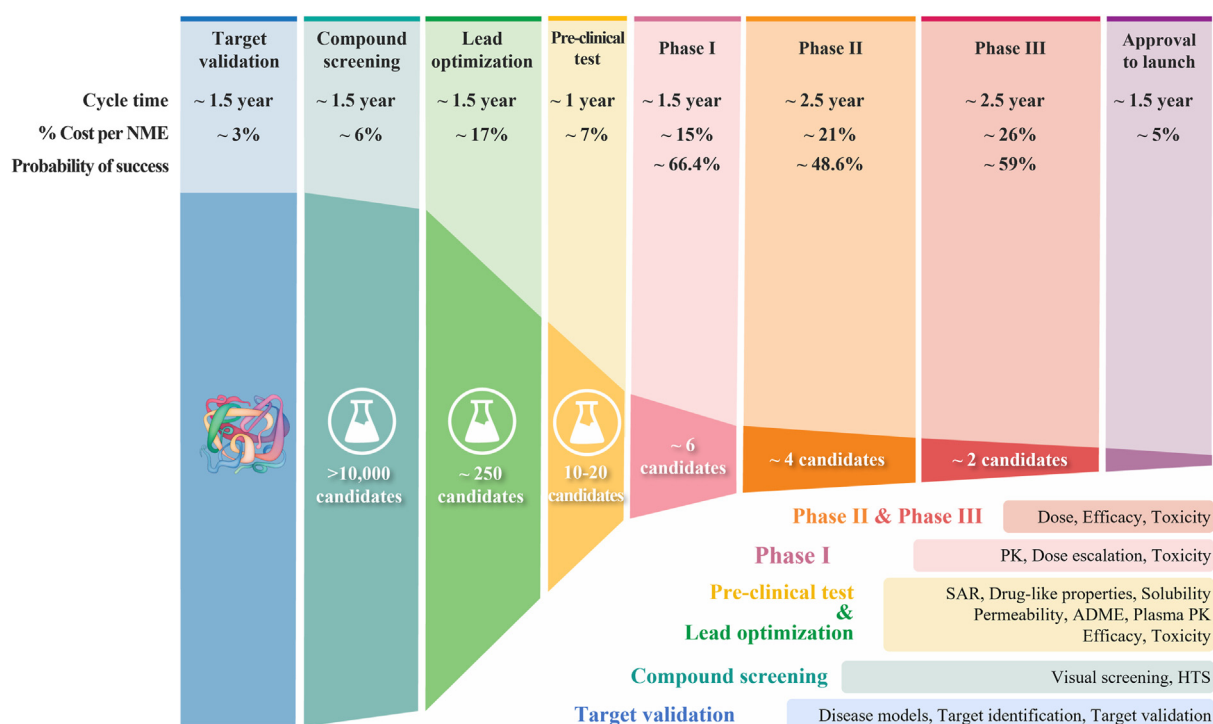 Target
validation
Compound
screening
Lead
optimization
Pre-clinical
test
Phase I
Phase II
Phase III
Approval
to launch
Cycle time ~ 1.5 year ~ 1.5 year ~ 1.5 year ~ 1 year ~ 1.5 year ~ 2.5 year ~ 2.5 year ~ 1.5 year
% Cost per NME ~ 3% ~ 6% ~ 17% ~ 7% ~ 15% ~ 21% ~ 26% ~ 5%
Probability of success ~ 66.4% ~ 48.6% ~ 59%
>10,000
candidates
~ 250
candidates
10-20
candidates
~ 6
candidates
~ 4 candidates
~ 2 candidates
Phase II & Phase III
Dose, Efficacy, Toxicity
Phase I
PK, Dose escalation, Toxicity
Pre-clinical test
&
Lead optimization
SAR, Drug-like properties, Solubility
Permeability, ADME, Plasma PK
Efficacy, Toxicity
Compound screening
Visual screening, HTS
Target validation
Disease models, Target identification, Target validation